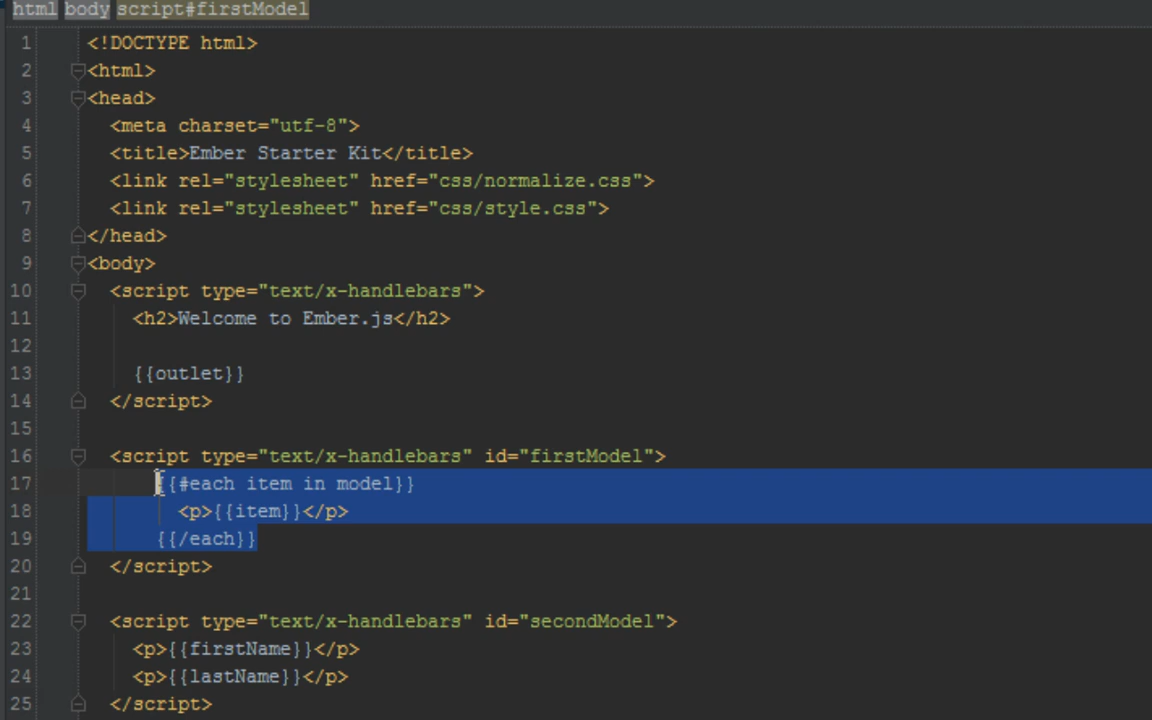 html body script#firstModel
1 <!DOCTYPE html>
2 <html>
3 <head>
4 <meta charset="utf-8">
5 <title>Ember Starter Kit</title>
6 <link rel="stylesheet" href="css/normalize.css">
7 <link rel="stylesheet" href="css/style.css">
8 </head>
9 <body>
10 <script type="text/x-handlebars">
11 <h2>Welcome to Ember.js</h2>
12
13 {{outlet}}
14 </script>
15
16 <script type="text/x-handlebars" id="firstModel">
17 {{#each item in model}}
18 <p>{{item}}</p>
19 {{/each}}
20 </script>
21
22 <script type="text/x-handlebars" id="secondModel">
23 <p>{{firstName}}</p>
24 <p>{{lastName}}</p>
25 </script>